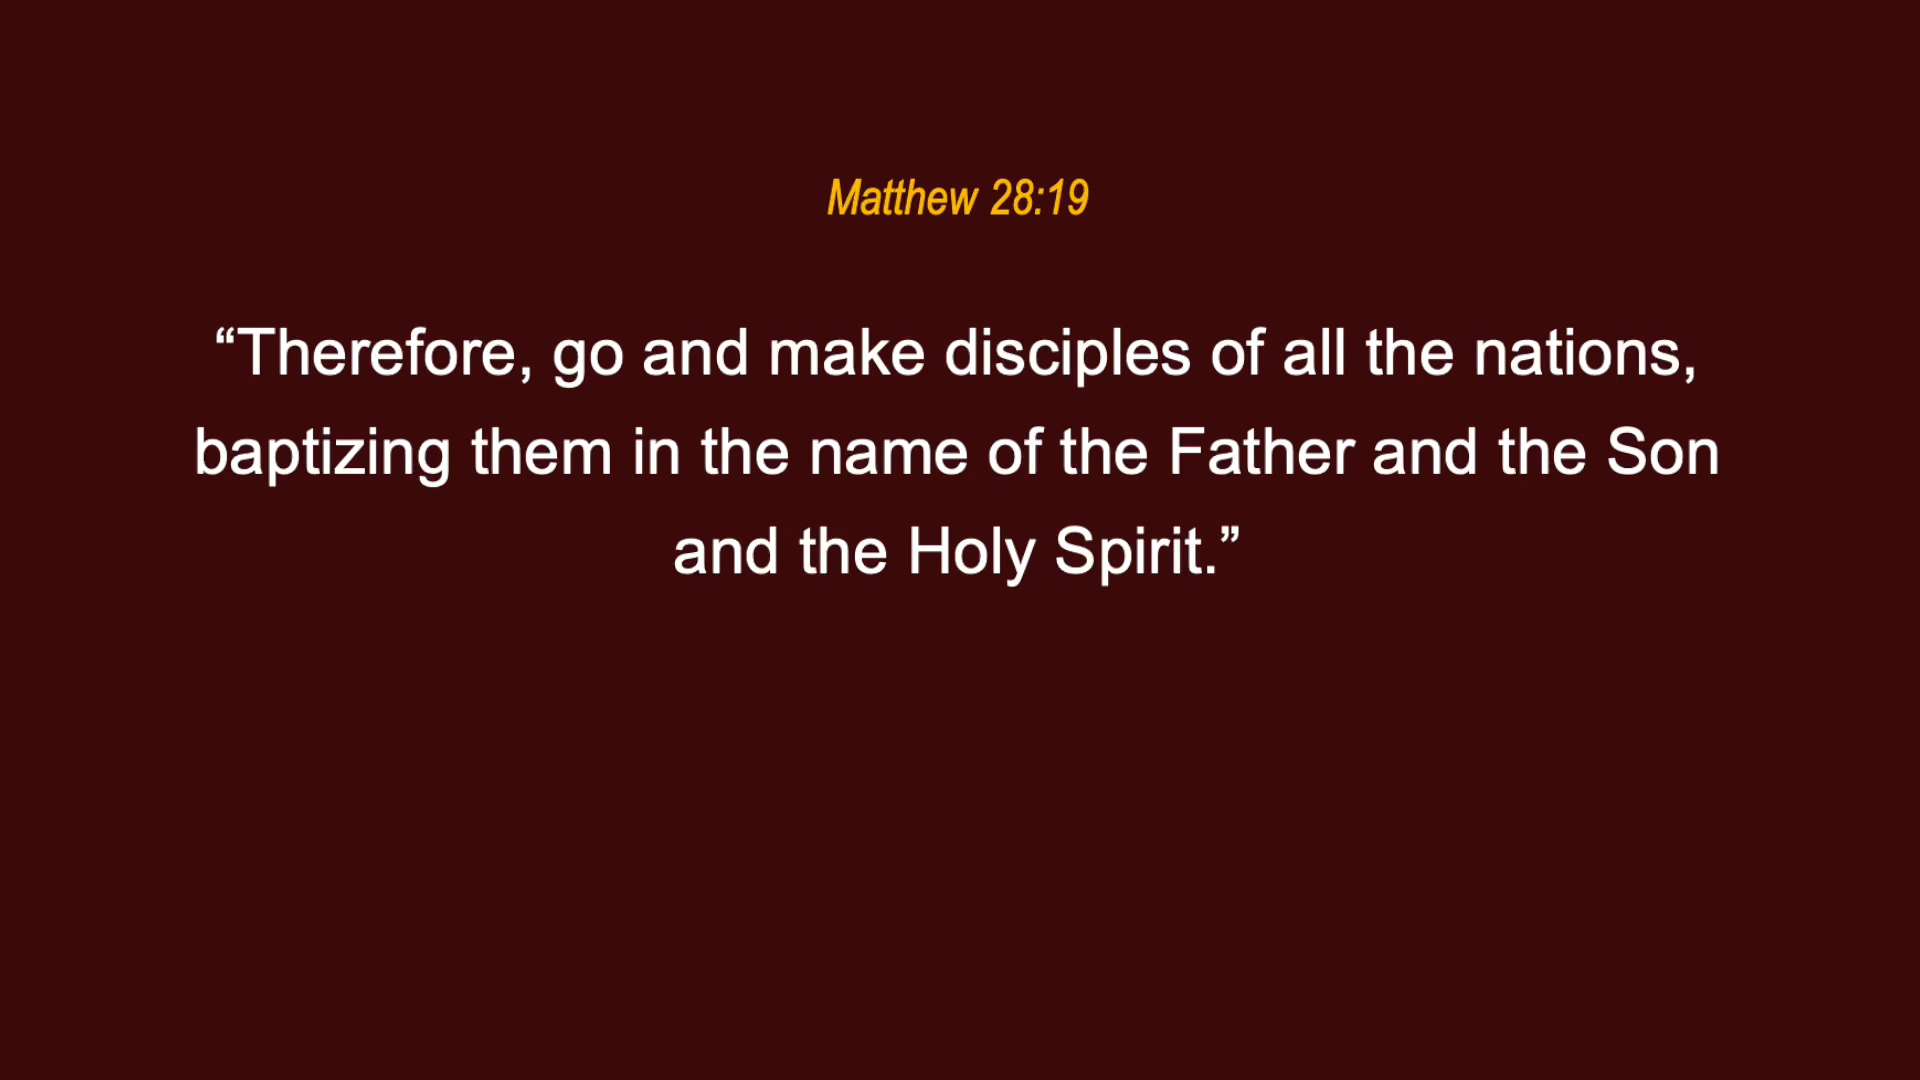 Matthew 28:19
“Therefore, go and make disciples of all the nations,
baptizing them in the name of the Father and the Son
and the Holy Spirit.”